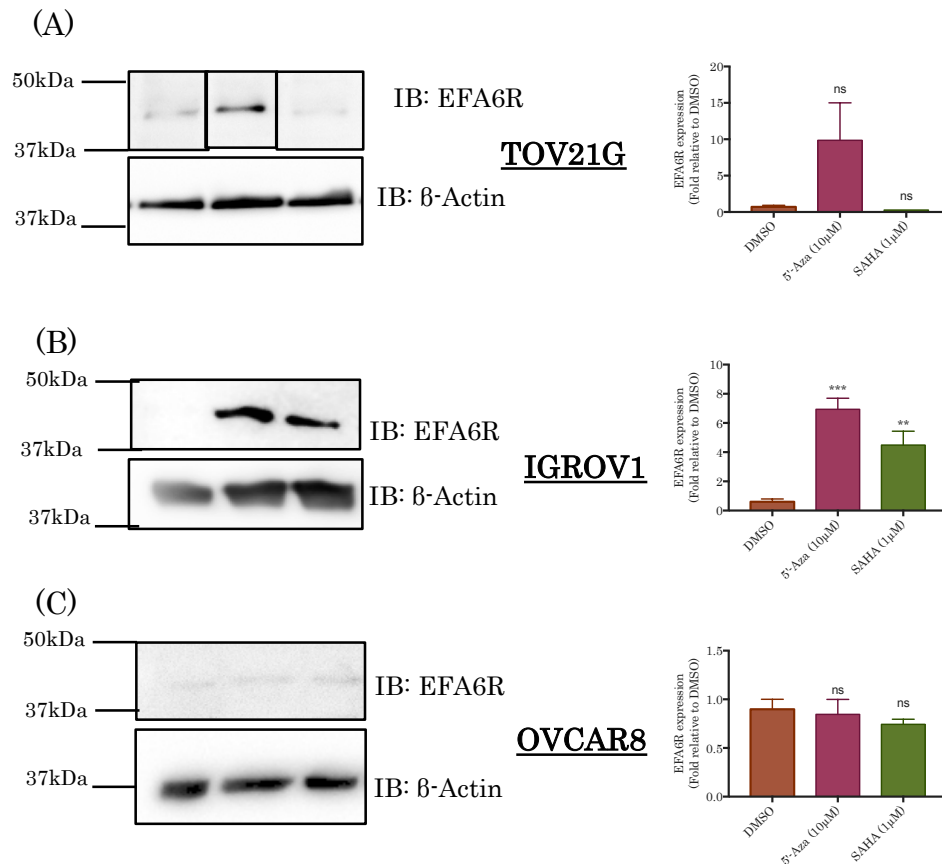 (A)
50kDa
37kDa
37kDa
IB: EFA6R
IB: β-Actin
TOV21G
EFA6R expression
(Fold relative to DMSO)
20
15
10
5
0
ns
ns
DMSO
5'-Aza (10µM)
SAHA (1µM)
(B)
50kDa
37kDa
37kDa
IB: EFA6R
IB: β-Actin
IGROV1
EFA6R expression
(Fold relative to DMSO)
10
8
6
4
2
0
***
**
DMSO
5'-Aza (10µM)
SAHA (1µM)
(C)
50kDa
37kDa
37kDa
IB: EFA6R
IB: β-Actin
OVCAR8
EFA6R expression
(Fold relative to DMSO)
1.5
1.0
0.5
0.0
ns
ns
DMSO
5'-Aza (10µM)
SAHA (1µM)